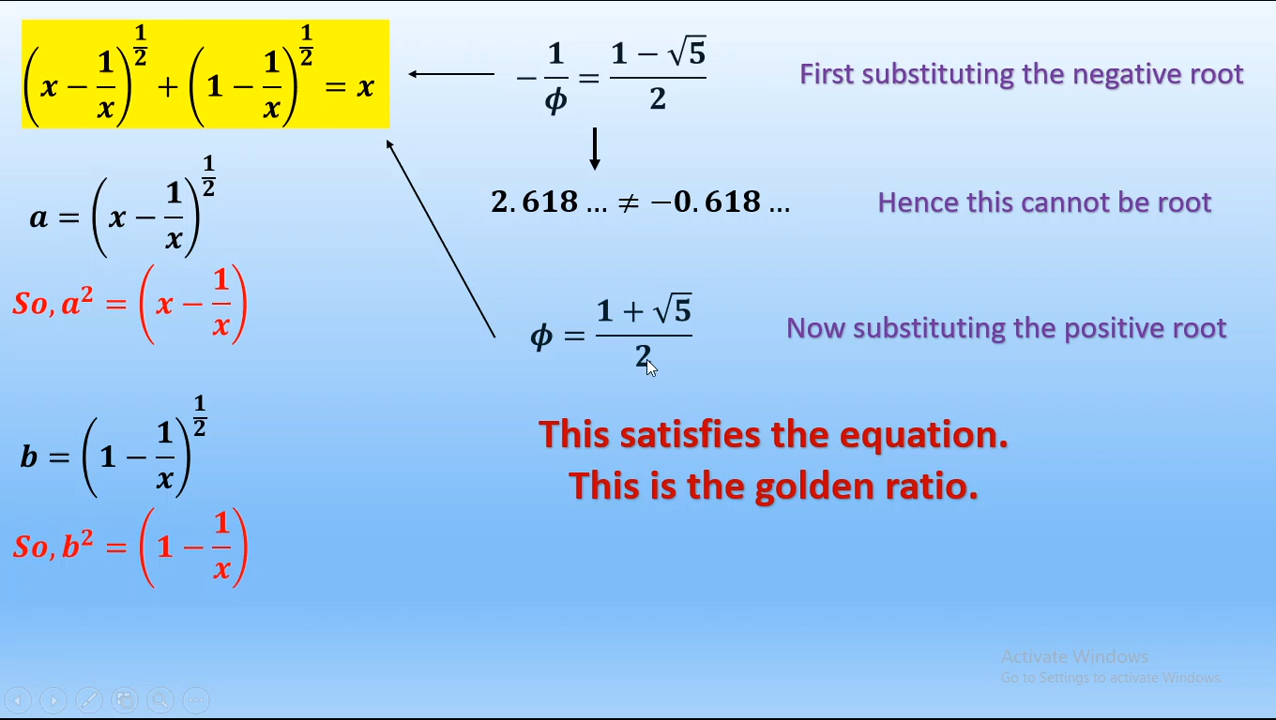 (x − 1/x)^(1/2) + (1 − 1/x)^(1/2) = x
−1/ϕ = (1 − √5)/2
First substituting the negative root
a = (x − 1/x)^(1/2)
2.618 … ≠ −0.618 …
Hence this cannot be root
So, a² = (x − 1/x)
ϕ = (1 + √5)/2
Now substituting the positive root
b = (1 − 1/x)^(1/2)
This satisfies the equation.
This is the golden ratio.
So, b² = (1 − 1/x)
Activate Windows
Go to Settings to activate Windows.